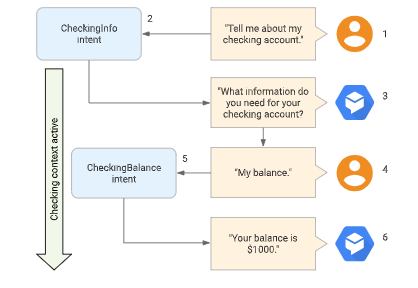 CheckingInfo
intent
2
"Tell me about my
checking account."
1
"What information do
you need for your
checking account?
3
Checking context active
CheckingBalance
intent
5
"My balance."
4
"Your balance is
$1000."
6